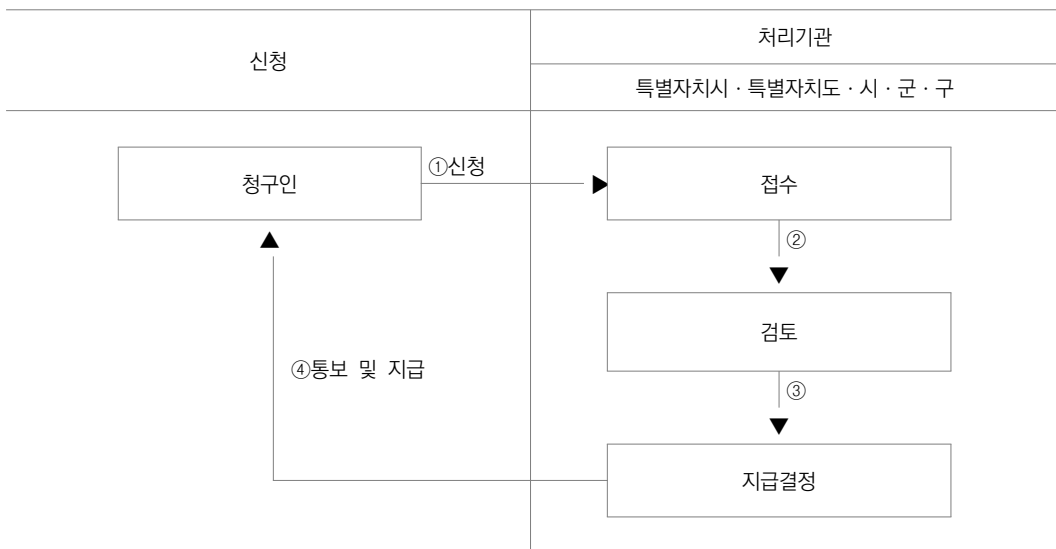 신청
처리기관
특별자치시 · 특별자치도 · 시 · 군 · 구
청구인
①신청
접수
②
검토
④통보 및 지급
③
지급결정